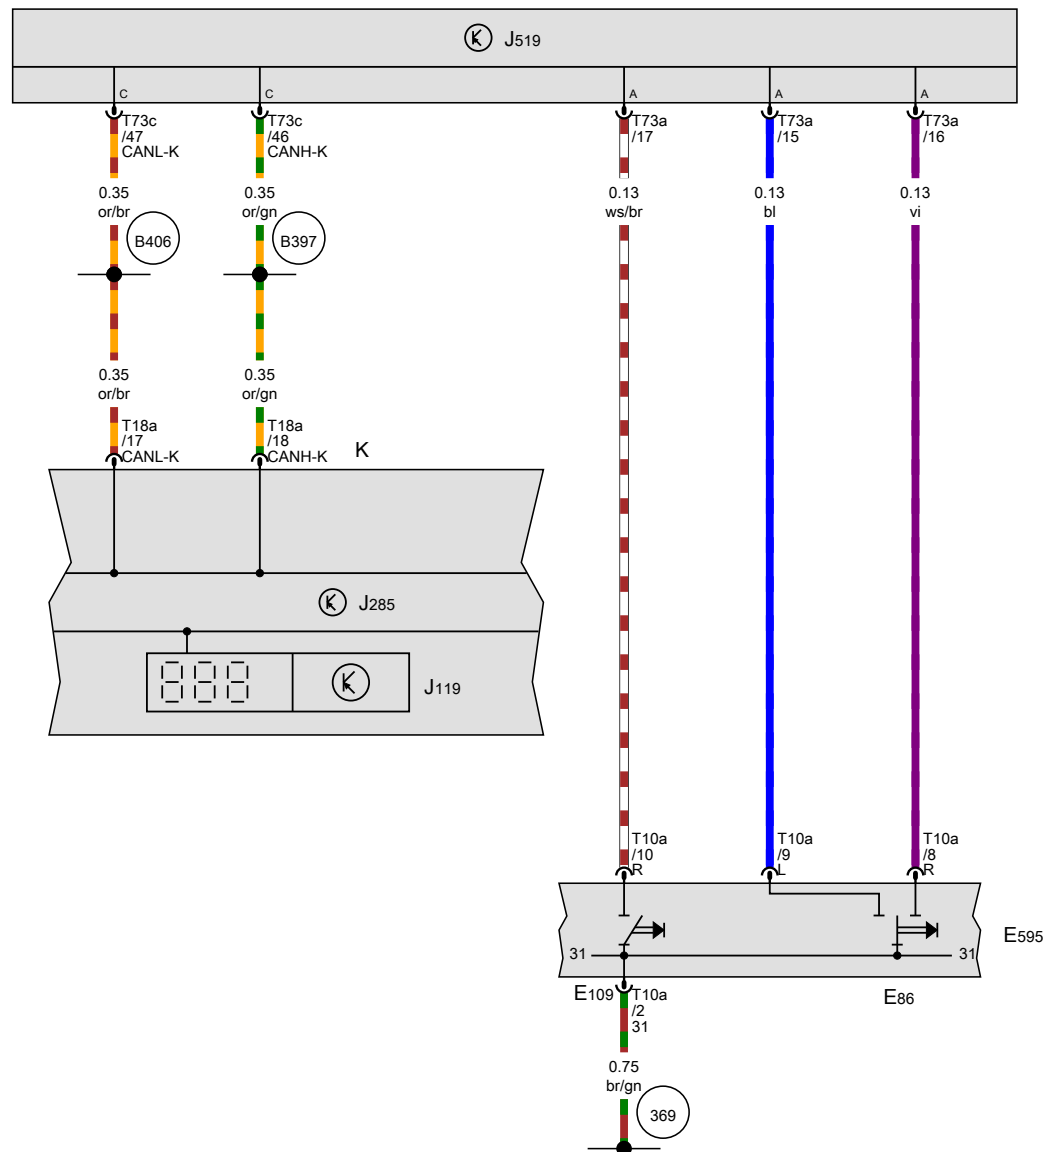 J519
C C A A A
T73c T73c T73a T73a T73a
/47 /46 /17 /15 /16
CANL-K CANH-K
0.35 0.35 0.13 0.13 0.13
or/br or/gn ws/br bl vi
B406 B397
0.35 0.35
or/br or/gn
T18a T18a
/17 /18
CANL-K CANH-K
K
J285
J119
T10a T10a T10a
/10 /9 /8
R L R
E595
31 31
E109 T10a E86
/2
31
0.75
br/gn
369